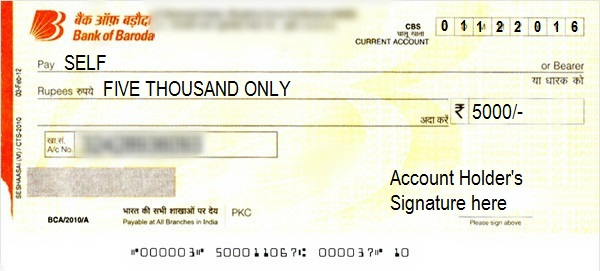 बैंक ऑफ़ बड़ौदा
Bank of Baroda
CBS
चालू खाता
CURRENT ACCOUNT
0 1 1 2 2 0 1 6
Pay SELF or Bearer
या धारक को
Rupees रुपये FIVE THOUSAND ONLY
अदा करें ₹ 5000/-
03-Feb-12
SESHAASAI (V) / CTS-2010
खा.सं.
A/c No.
Account Holder's
Signature here
BCA/2010/A
भारत की सभी शाखाओं पर देय
Payable at All Branches in India
PKC
Please sign above
⑈000003⑈ 500011067⑆ 000037⑈ 10